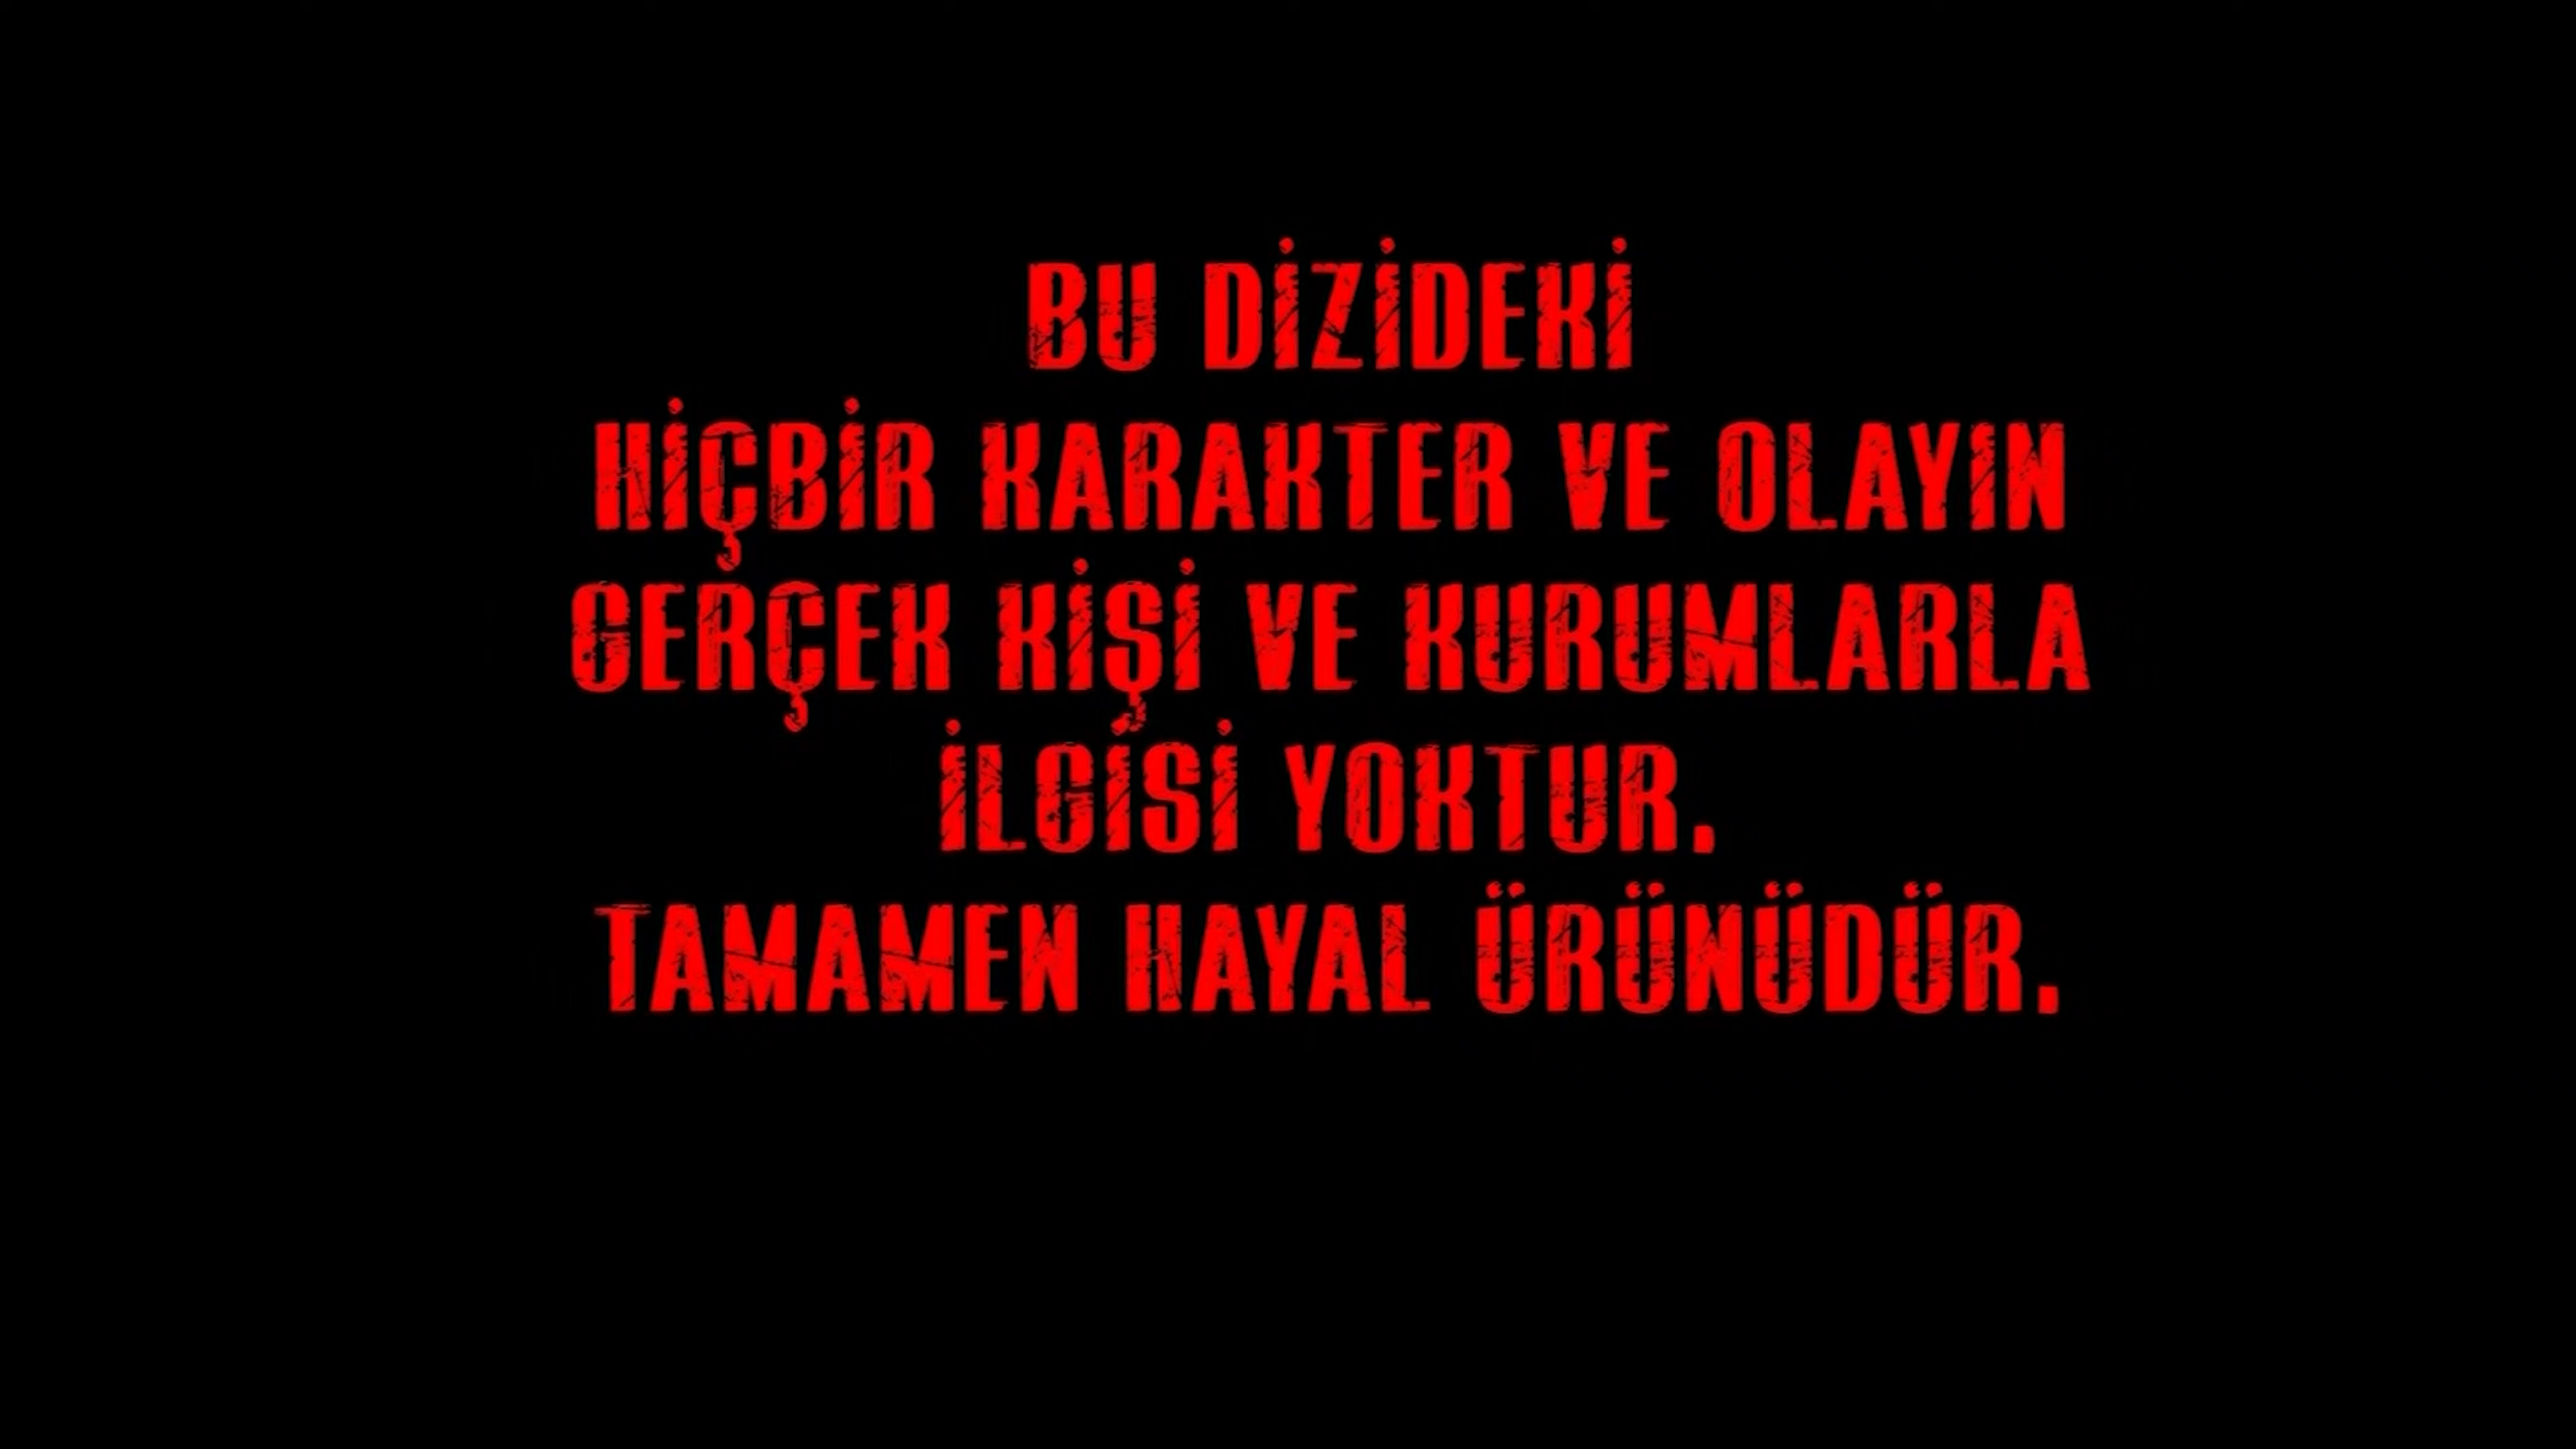 BU DİZİDEKİ
HİÇBİR KARAKTER VE OLAYIN
GERÇEK KİŞİ VE KURUMLARLA
İLGİSİ YOKTUR.
TAMAMEN HAYAL ÜRÜNÜDÜR.